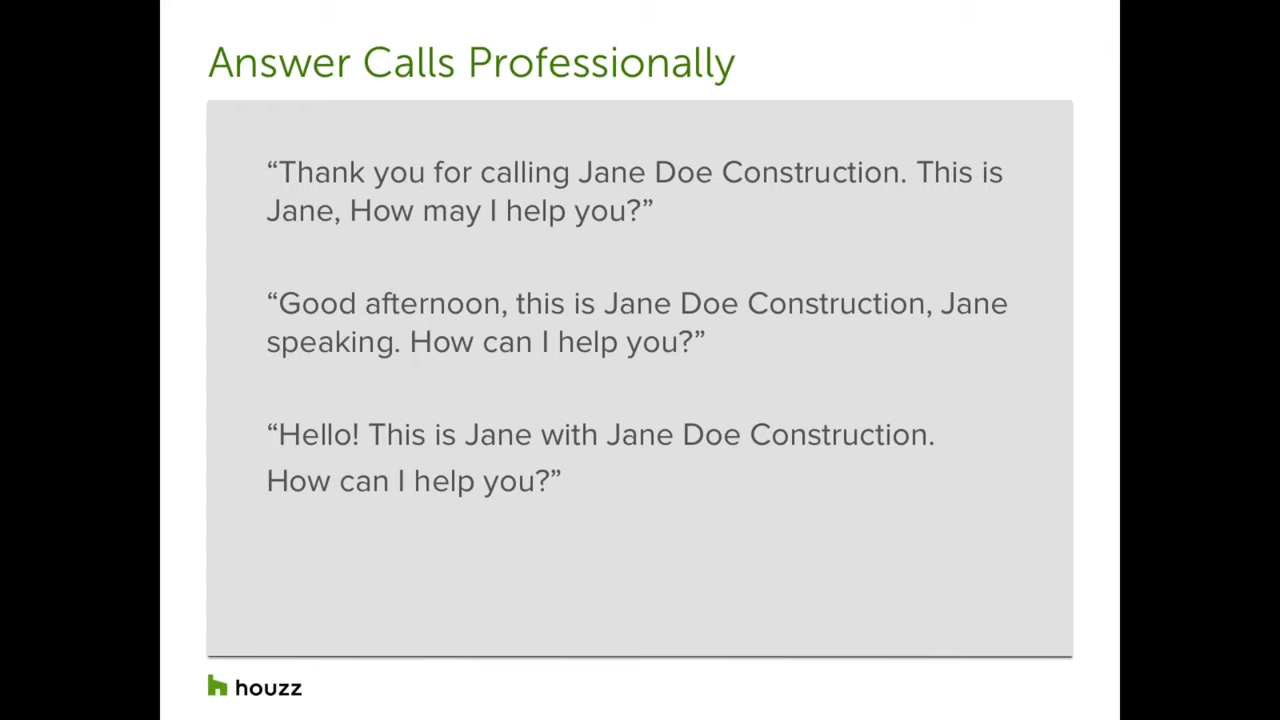 Answer Calls Professionally
“Thank you for calling Jane Doe Construction. This is
Jane, How may I help you?”
“Good afternoon, this is Jane Doe Construction, Jane
speaking. How can I help you?”
“Hello! This is Jane with Jane Doe Construction.
How can I help you?”
houzz